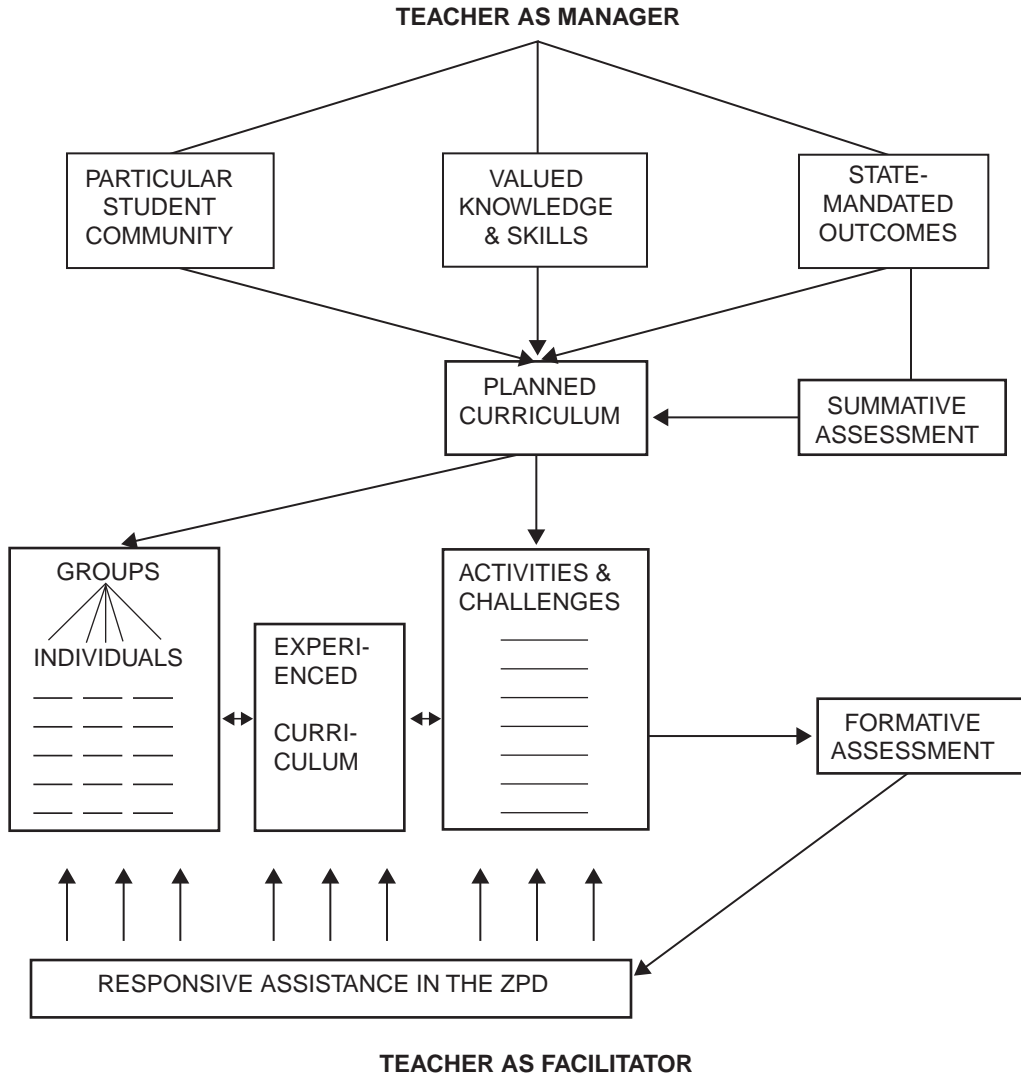 TEACHER AS MANAGER
PARTICULAR
STUDENT
COMMUNITY
VALUED
KNOWLEDGE
& SKILLS
STATE-
MANDATED
OUTCOMES
PLANNED
CURRICULUM
SUMMATIVE
ASSESSMENT
GROUPS
INDIVIDUALS
EXPERI-
ENCED
CURRI-
CULUM
ACTIVITIES &
CHALLENGES
FORMATIVE
ASSESSMENT
RESPONSIVE ASSISTANCE IN THE ZPD
TEACHER AS FACILITATOR